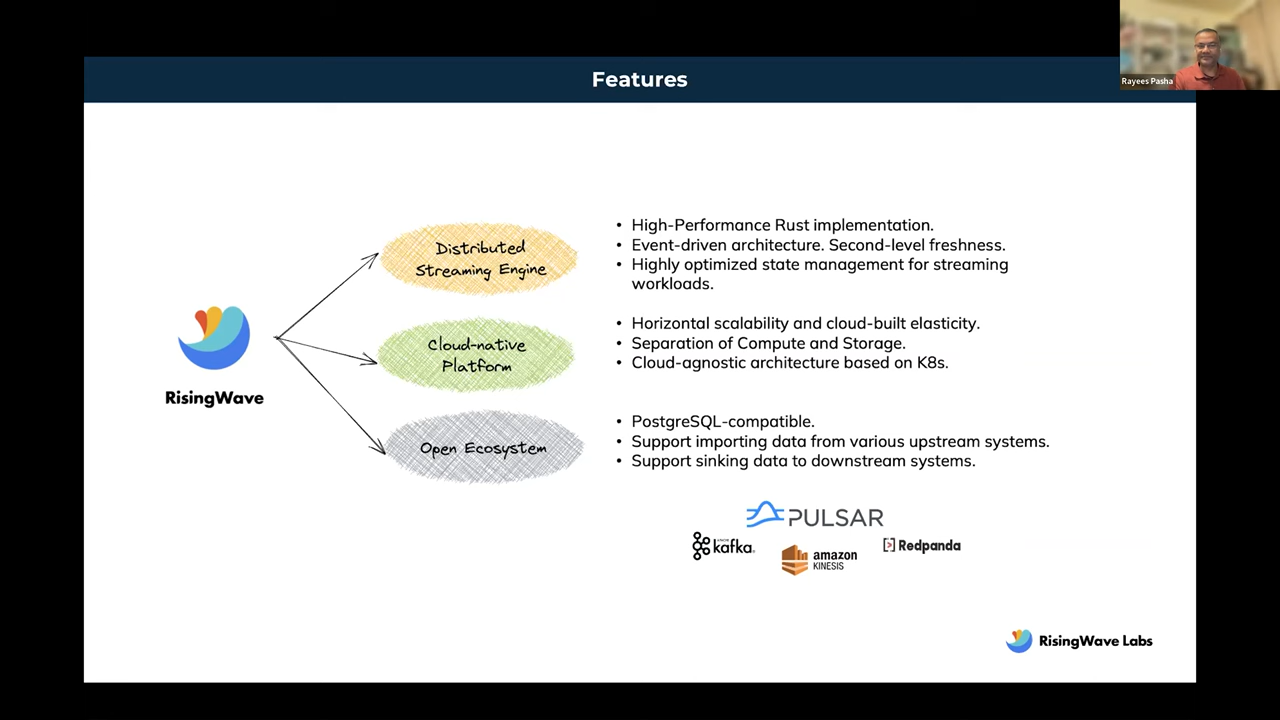 Features
Rayees Pasha
Distributed
Streaming Engine
• High-Performance Rust implementation.
• Event-driven architecture. Second-level freshness.
• Highly optimized state management for streaming
workloads.
Cloud-native
Platform
• Horizontal scalability and cloud-built elasticity.
• Separation of Compute and Storage.
• Cloud-agnostic architecture based on K8s.
RisingWave
Open Ecosystem
• PostgreSQL-compatible.
• Support importing data from various upstream systems.
• Support sinking data to downstream systems.
PULSAR
kafka
amazon
KINESIS
Redpanda
RisingWave Labs